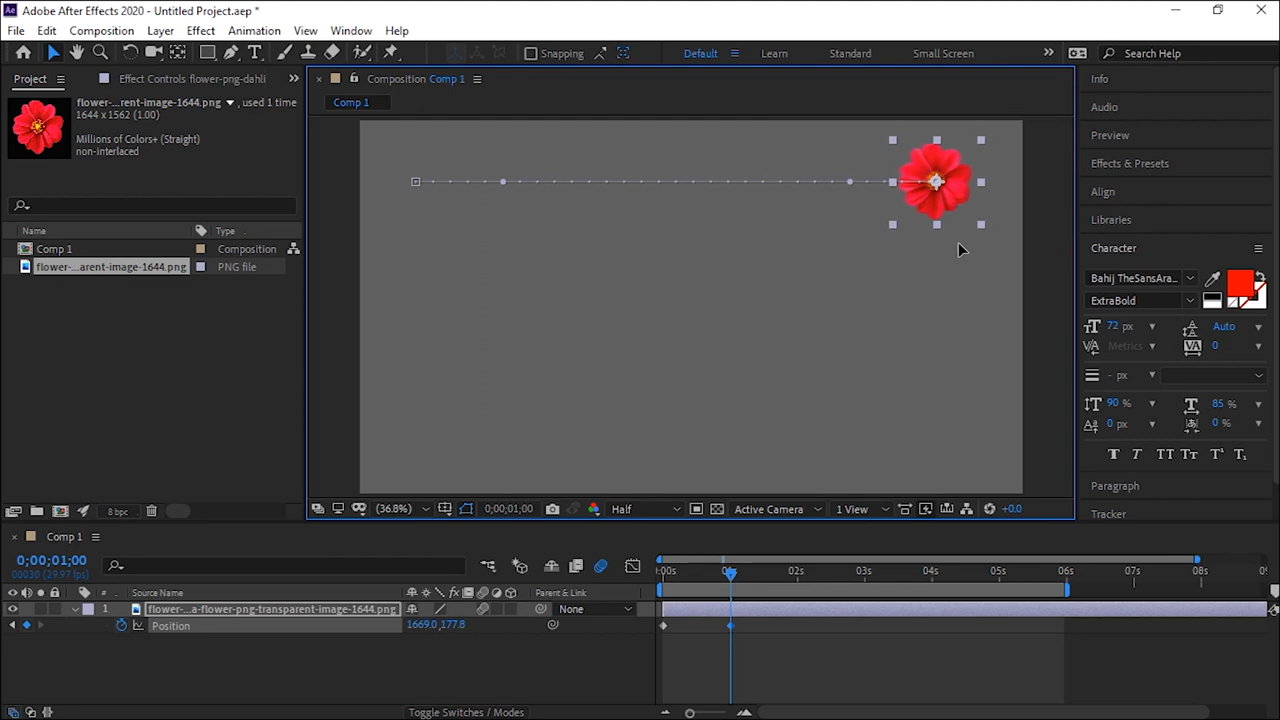 Adobe After Effects 2020 - Untitled Project.aep *
File Edit Composition Layer Effect Animation View Window Help
Snapping
Default Learn Standard Small Screen
Search Help
Project Effect Controls flower-png-dahli
flower-...rent-image-1644.png, used 1 time
1644 x 1562 (1.00)
Millions of Colors+ (Straight)
non-interlaced
Name Type
Comp 1 Composition
flower-...arent-image-1644.png PNG file
8 bpc
Composition Comp 1
Comp 1
(36.8%) 0;00;01;00 Half Active Camera 1 View +0.0
Info
Audio
Preview
Effects & Presets
Align
Libraries
Character
Bahij TheSansAra...
ExtraBold
72 px Auto
Metrics 0
- px
90 % 85 %
0 px 0 %
T T TT Tт T¹ T₁
Paragraph
Tracker
Comp 1
0;00;01;00
00030 (29.97 fps)
# Source Name Parent & Link
1 flower-...a-flower-png-transparent-image-1644.png None
Position 1669.0,177.8
02s 03s 04s 05s 06s 07s 08s
Toggle Switches / Modes